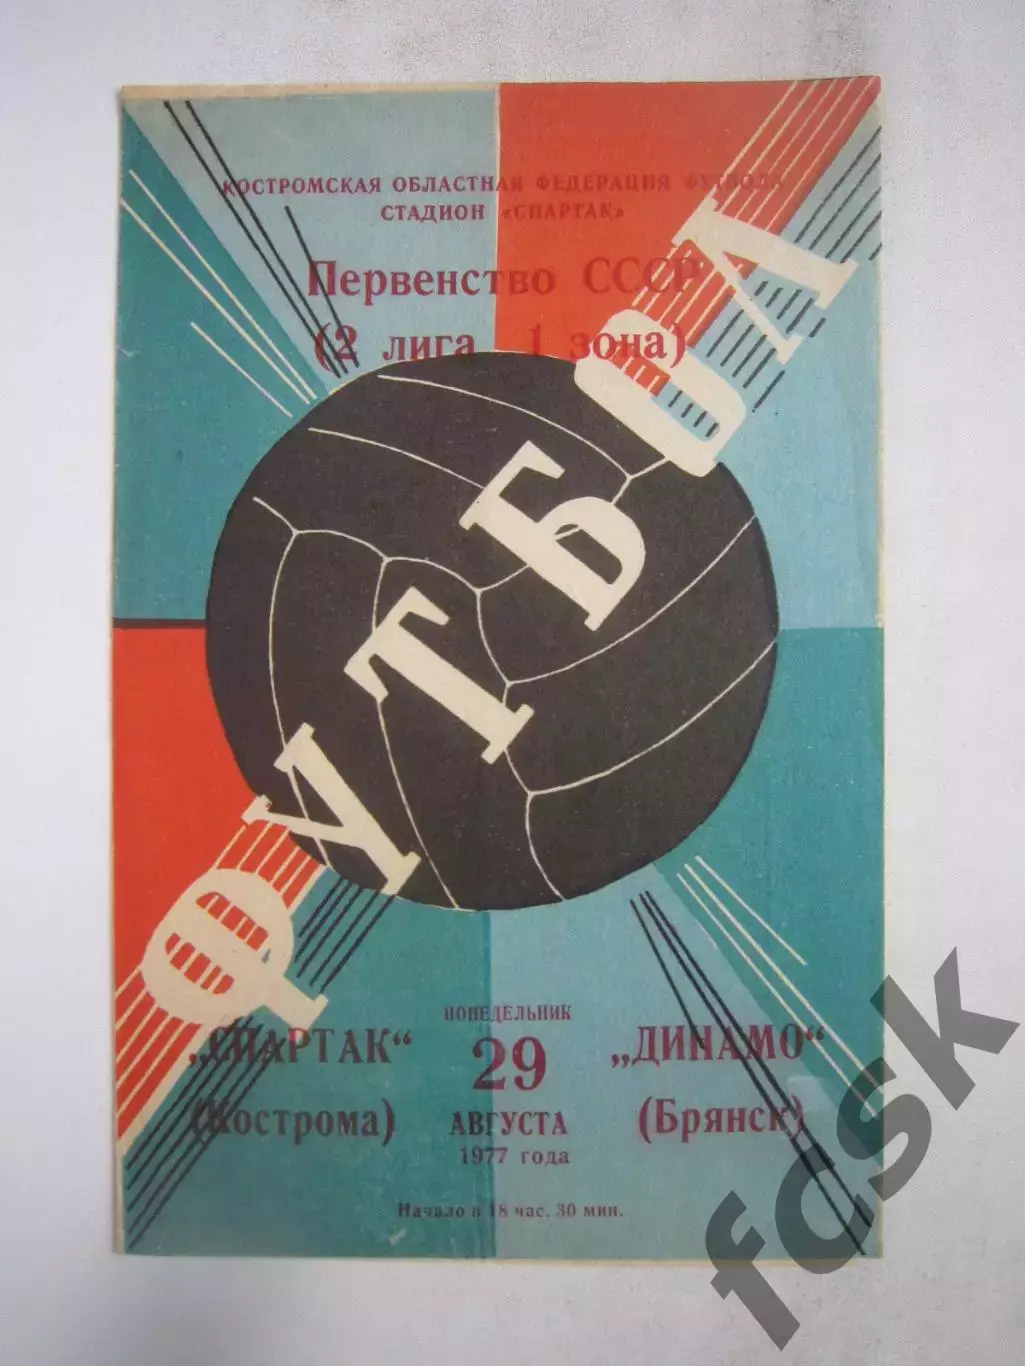 КОСТРОМСКАЯ ОБЛАСТНАЯ ФЕДЕРАЦИЯ ФУТБОЛА
СТАДИОН «СПАРТАК»
Первенство СССР
(2 лига 1 зона)
ФУТБОЛ
„СПАРТАК“
(Кострома)
ПОНЕДЕЛЬНИК
29
АВГУСТА
1977 года
„ДИНАМО“
(Брянск)
Начало в 18 час. 30 мин.
fcsk